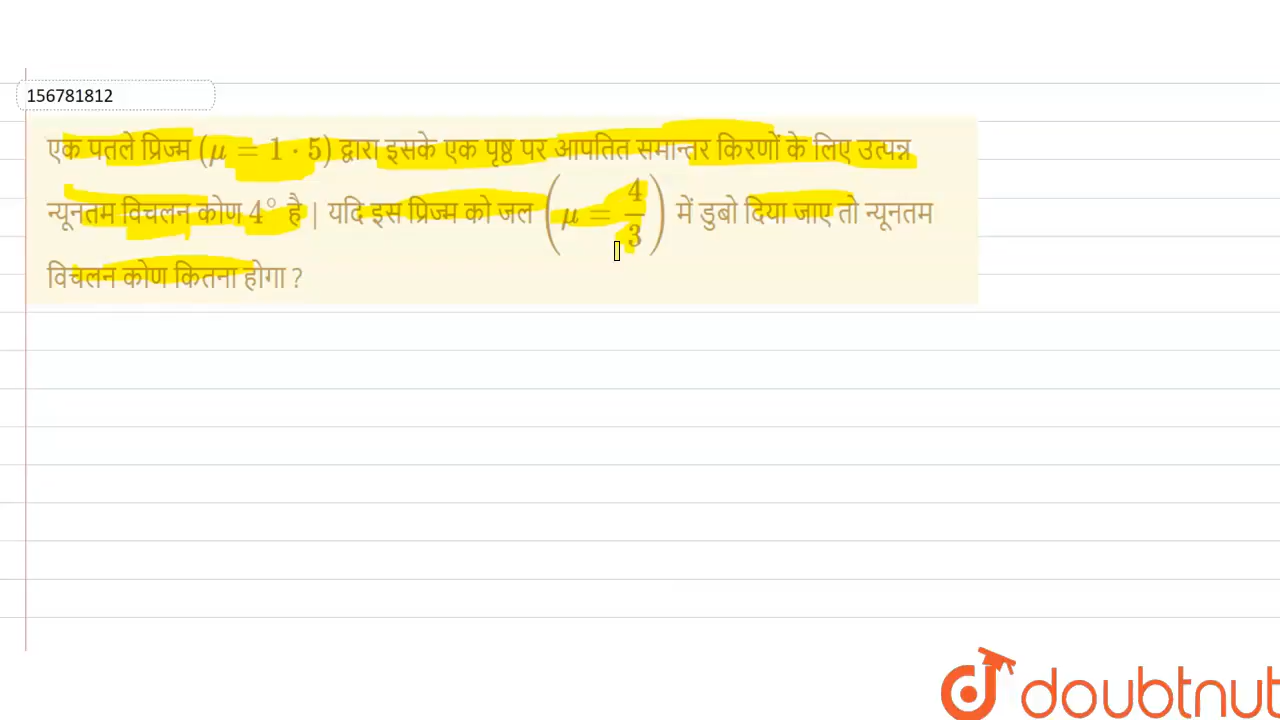 156781812
एक पतले प्रिज्म (μ = 1·5) द्वारा इसके एक पृष्ठ पर आपतित समान्तर किरणों के लिए उत्पन्न
न्यूनतम विचलन कोण 4° है | यदि इस प्रिज्म को जल (μ = 4/3) में डुबो दिया जाए तो न्यूनतम
विचलन कोण कितना होगा ?
doubtnut